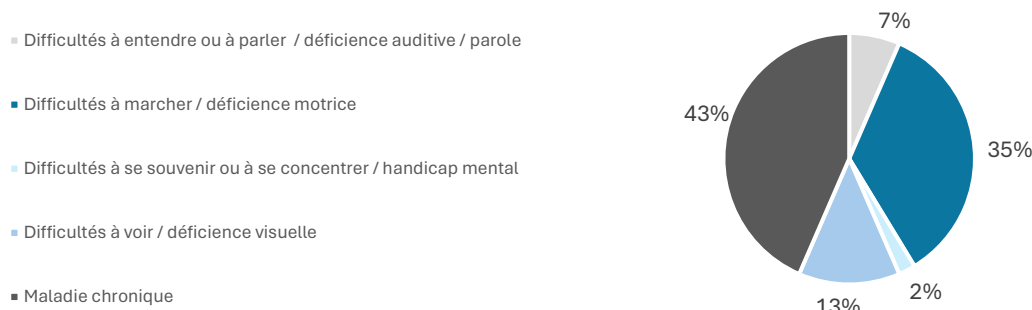 Difficultés à entendre ou à parler / déficience auditive / parole
Difficultés à marcher / déficience motrice
Difficultés à se souvenir ou à se concentrer / handicap mental
Difficultés à voir / déficience visuelle
Maladie chronique
7%
43%
35%
2%
13%